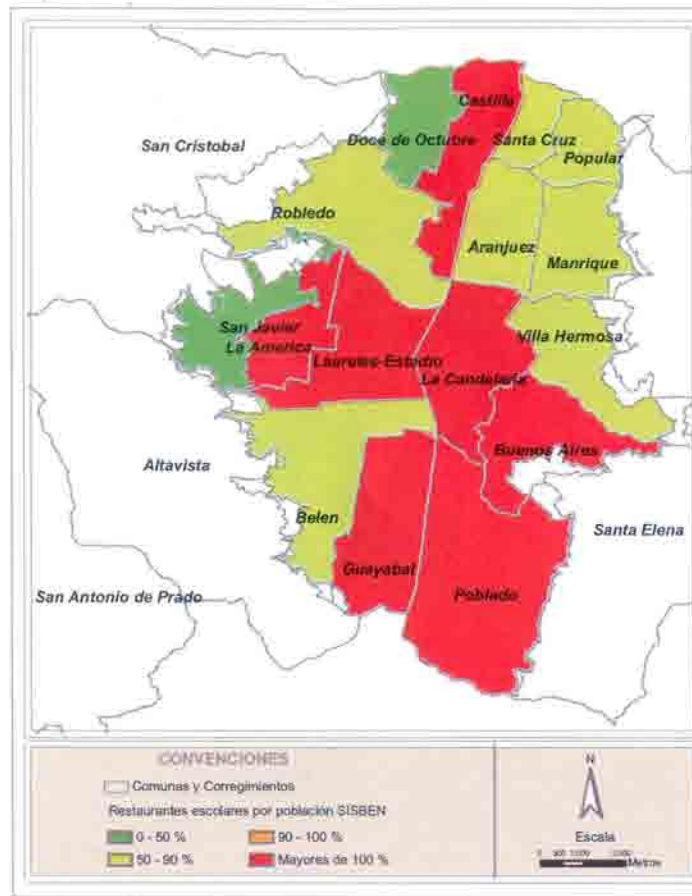 Castilla
Doce de Octubre
Santa Cruz
San Cristobal
Popular
Robledo
Aranjuez
Manrique
San Javier
Villa Hermosa
La America
Laureles-Estadio
La Candelaria
Buenos Aires
Altavista
Belen
Santa Elena
Guayabal
San Antonio de Prado
Poblado
CONVENCIONES
Comunas y Corregimientos
Restaurantes escolares por población SISBEN
0 - 50 %
90 - 100 %
50 - 90 %
Mayores de 100 %
N
Escala
Metros